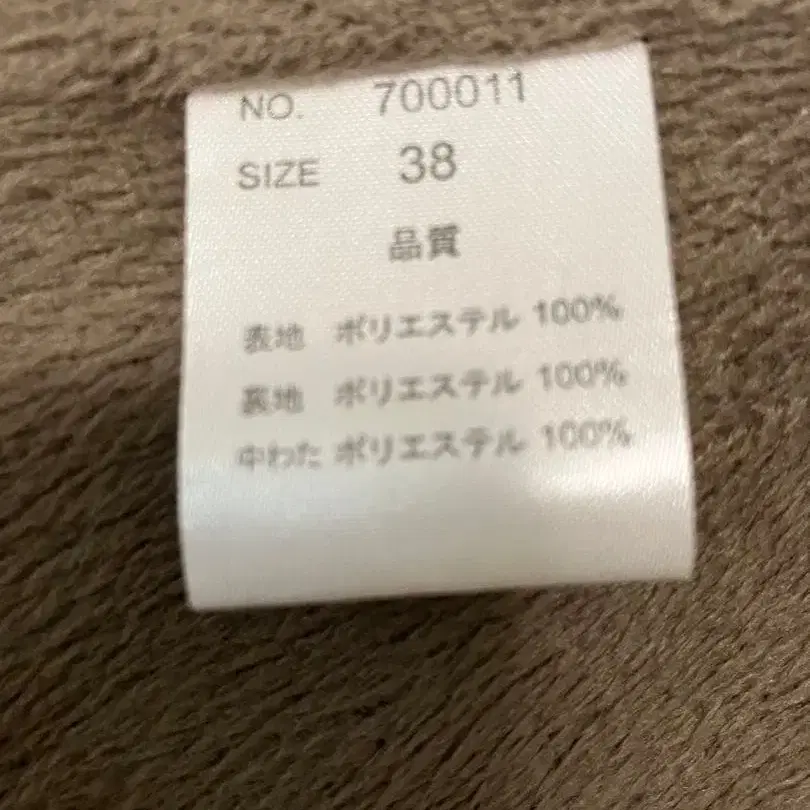 NO. 700011
SIZE 38
品質
表地 ポリエステル 100%
裏地 ポリエステル 100%
中わた ポリエステル 100%